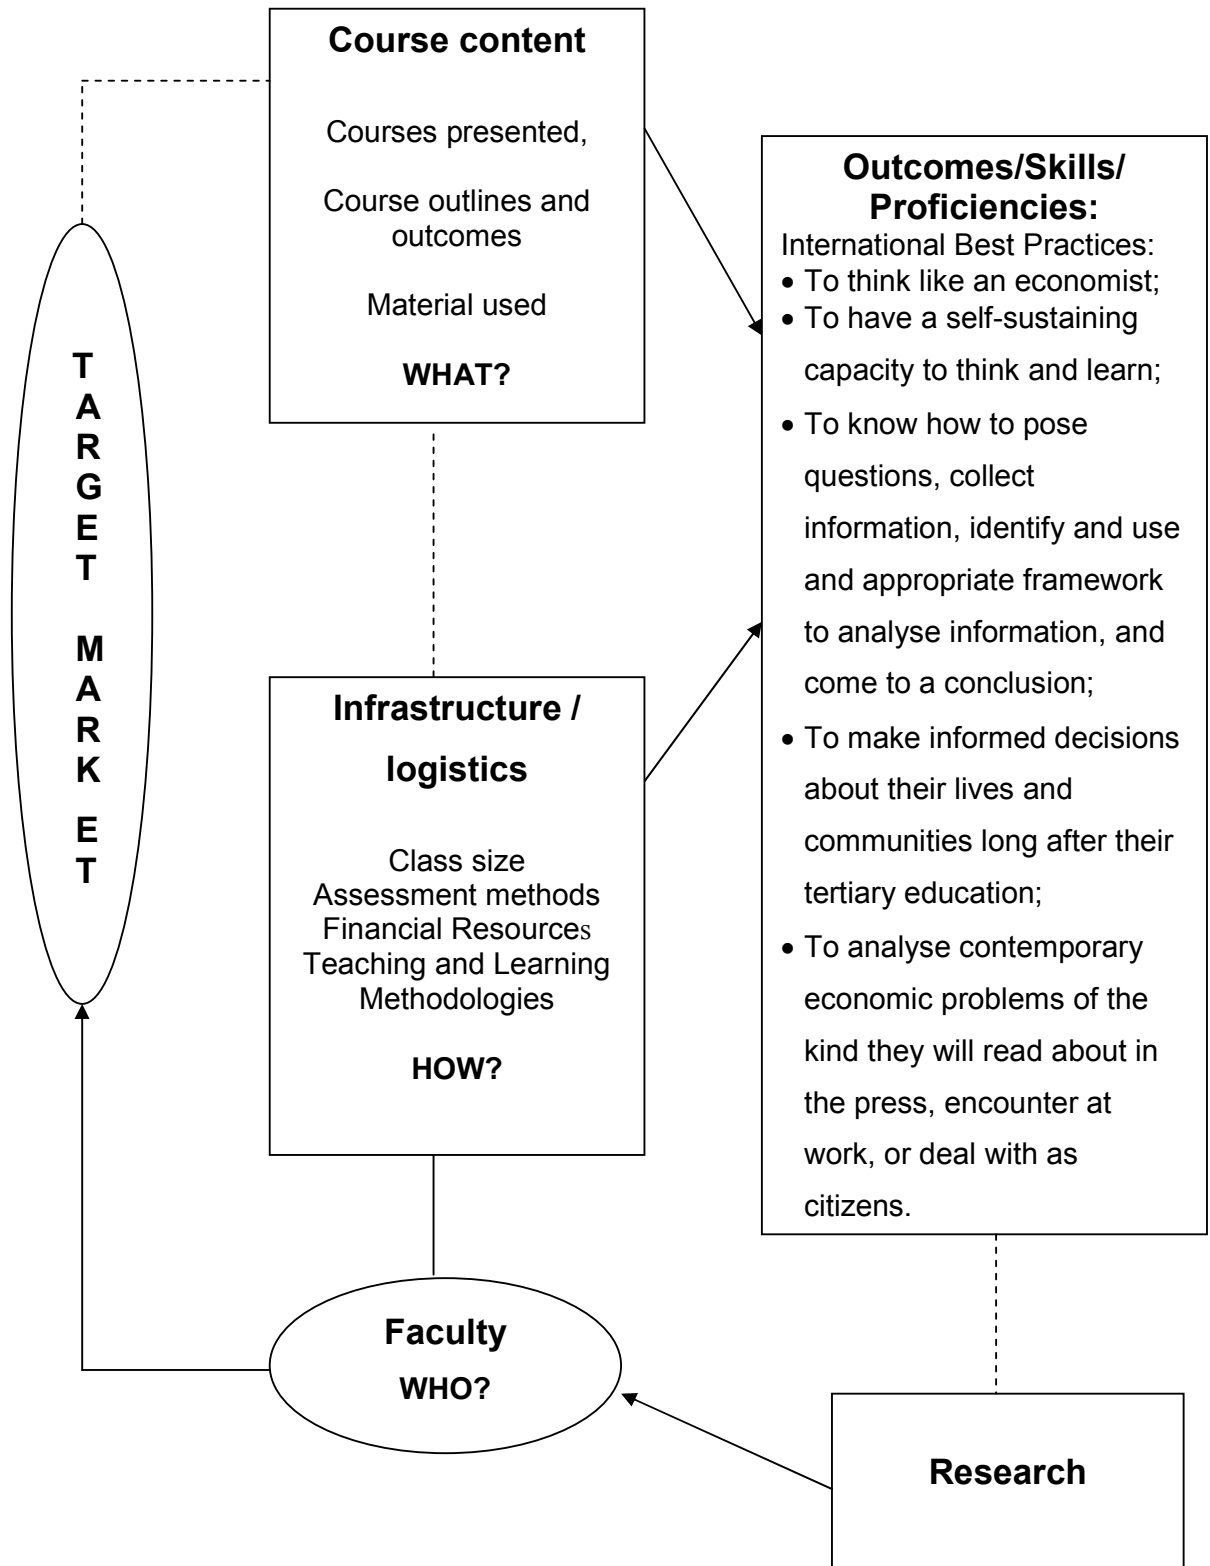 Course content
Courses presented,
Course outlines and
outcomes
Material used
WHAT?
Outcomes/Skills/
Proficiencies:
International Best Practices:
• To think like an economist;
• To have a self-sustaining
capacity to think and learn;
• To know how to pose
questions, collect
information, identify and use
and appropriate framework
to analyse information, and
come to a conclusion;
• To make informed decisions
about their lives and
communities long after their
tertiary education;
• To analyse contemporary
economic problems of the
kind they will read about in
the press, encounter at
work, or deal with as
citizens.
TARGET MARKET
Infrastructure /
logistics
Class size
Assessment methods
Financial Resources
Teaching and Learning
Methodologies
HOW?
Faculty
WHO?
Research